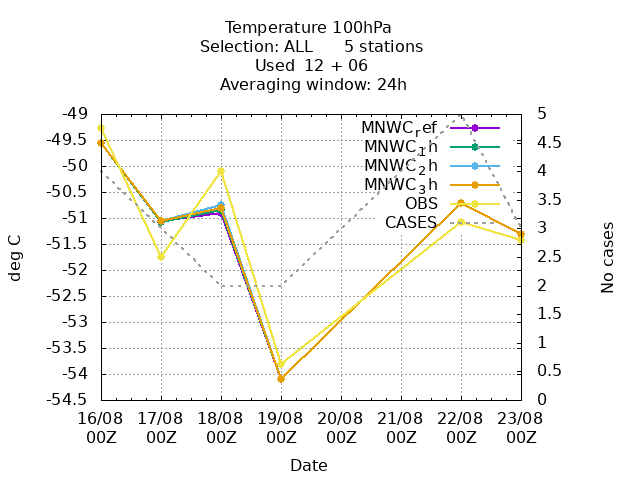 Temperature 100hPa
Selection: ALL      5 stations
Used  12 + 06
Averaging window: 24h
-49
-49.5
-50
-50.5
-51
-51.5
-52
-52.5
-53
-53.5
-54
-54.5
deg C
MNWC_ref
MNWC_1h
MNWC_2h
MNWC_3h
OBS
CASES
5
4.5
4
3.5
3
2.5
2
1.5
1
0.5
0
No cases
16/08 17/08 18/08 19/08 20/08 21/08 22/08 23/08
00Z 00Z 00Z 00Z 00Z 00Z 00Z 00Z
Date